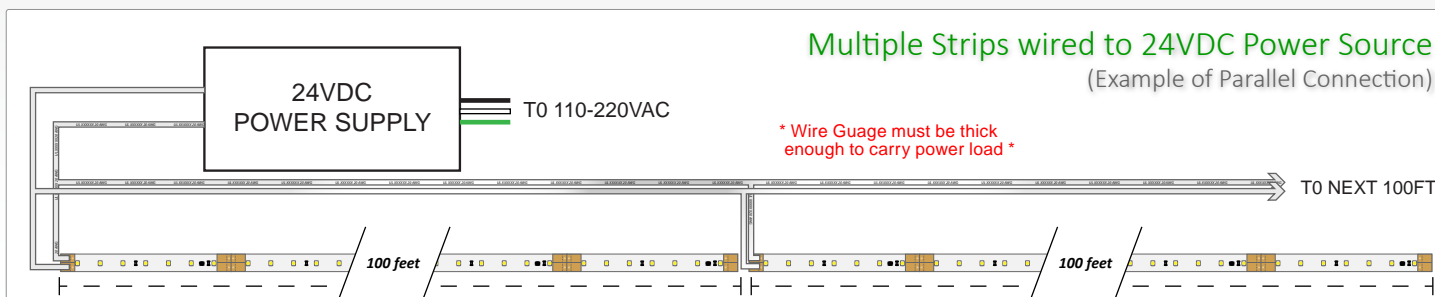 Multiple Strips wired to 24VDC Power Source
(Example of Parallel Connection)
24VDC
POWER SUPPLY
T0 110-220VAC
* Wire Guage must be thick
enough to carry power load *
T0 NEXT 100FT
100 feet
100 feet